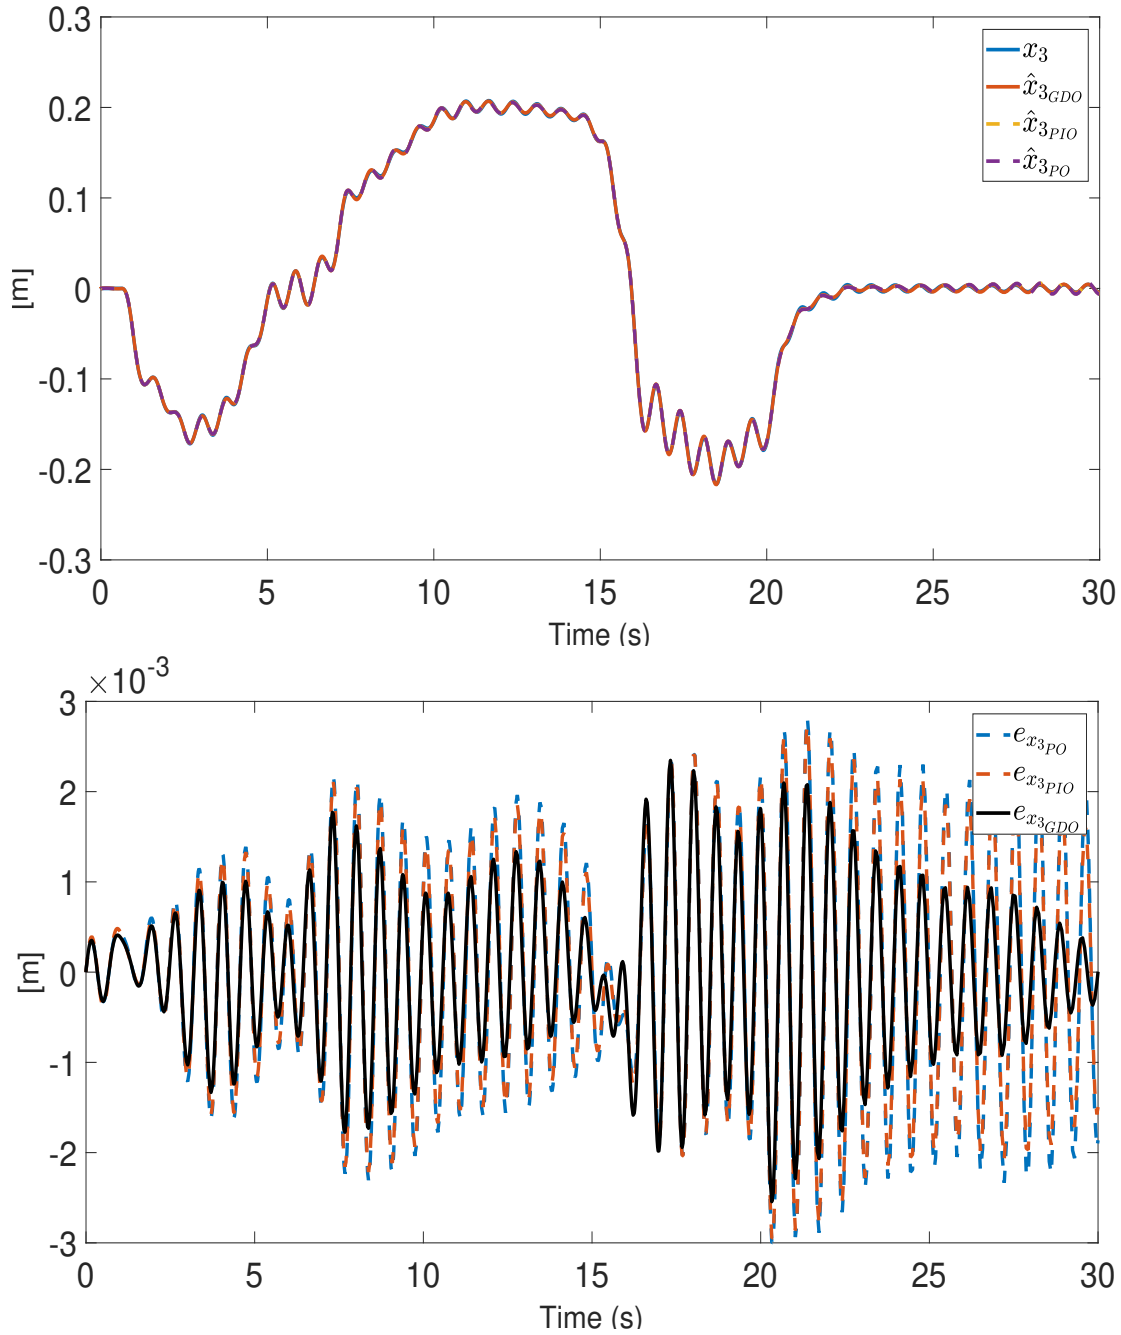 0.3
0.2
0.1
0
-0.1
-0.2
-0.3
[m]
x₃
x̂₃GDO
x̂₃PIO
x̂₃PO
0 5 10 15 20 25 30
Time (s)
×10⁻³
3
2
1
0
-1
-2
-3
[m]
eₓ₃PO
eₓ₃PIO
eₓ₃GDO
0 5 10 15 20 25 30
Time (s)